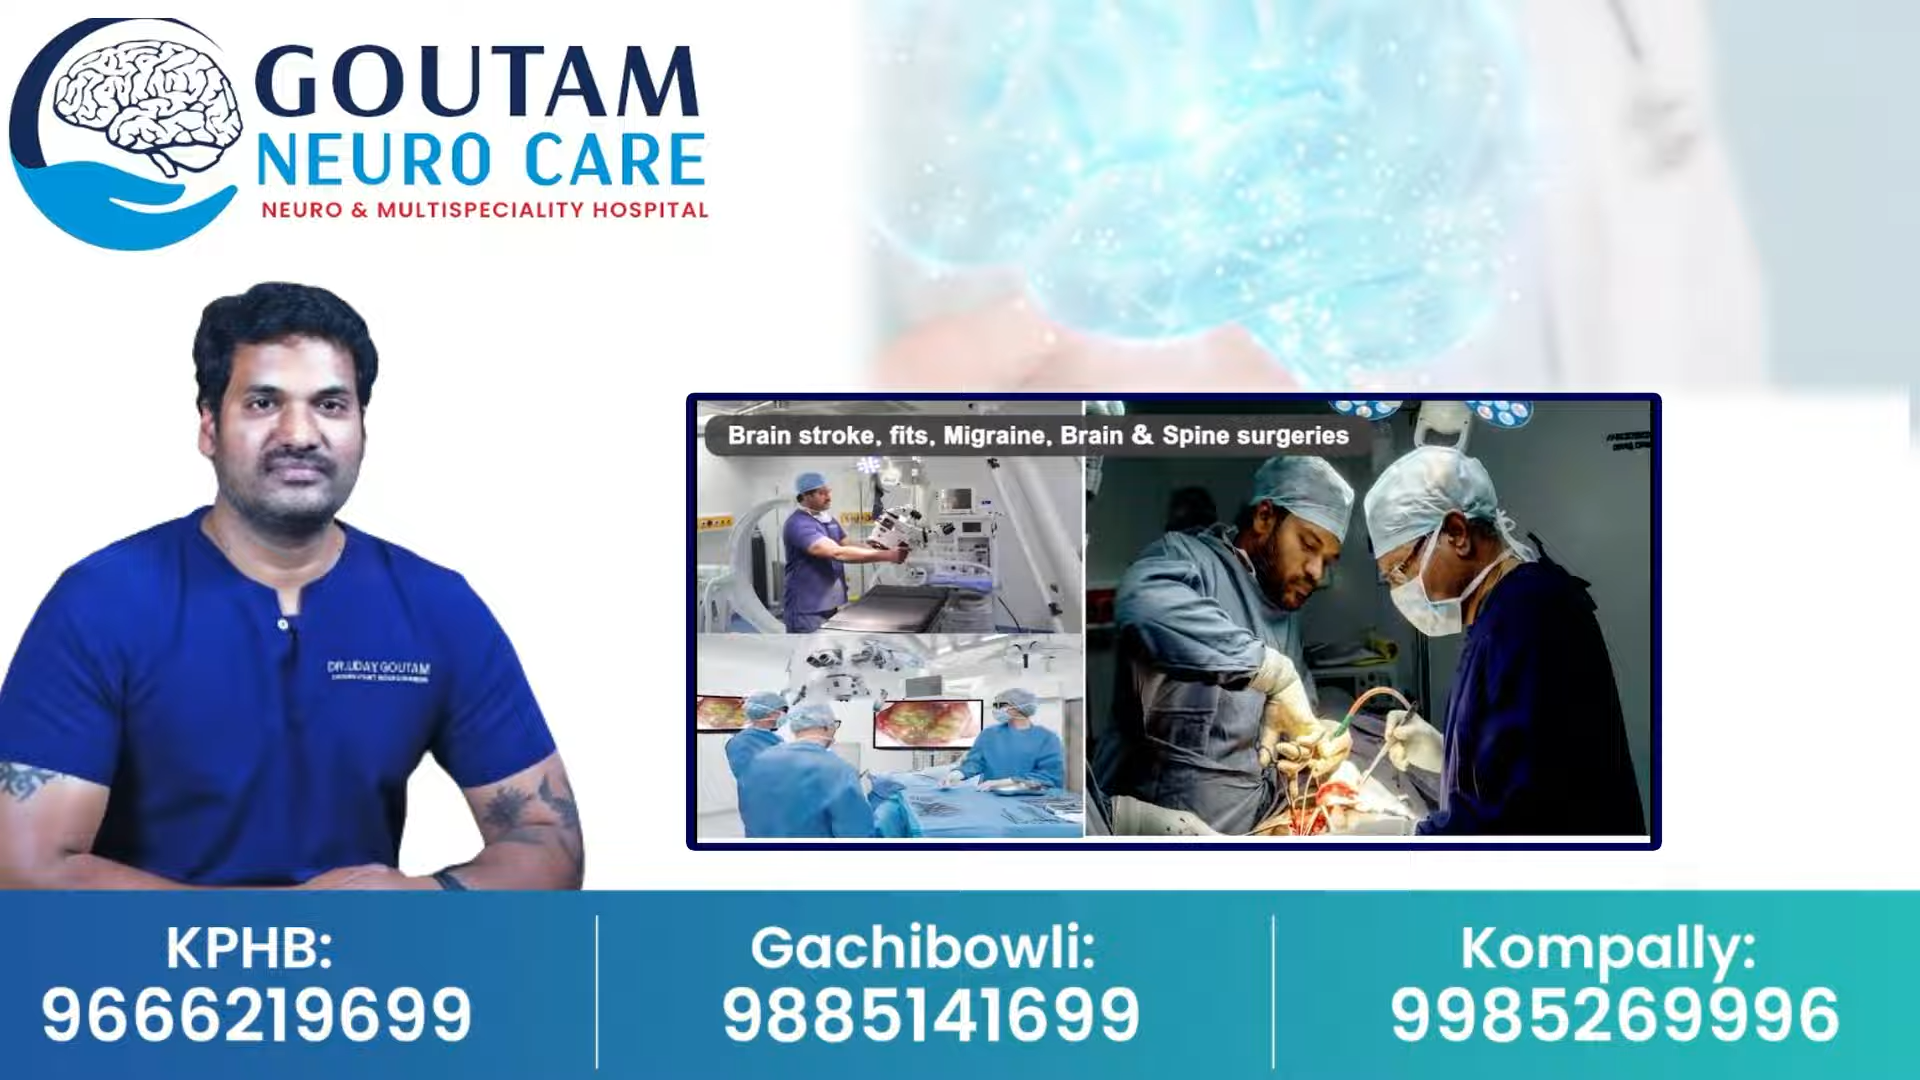 GOUTAM
NEURO CARE
NEURO & MULTISPECIALITY HOSPITAL
Brain stroke, fits, Migraine, Brain & Spine surgeries
DR.UDAY GOUTAM
KPHB:
9666219699
Gachibowli:
9885141699
Kompally:
9985269996